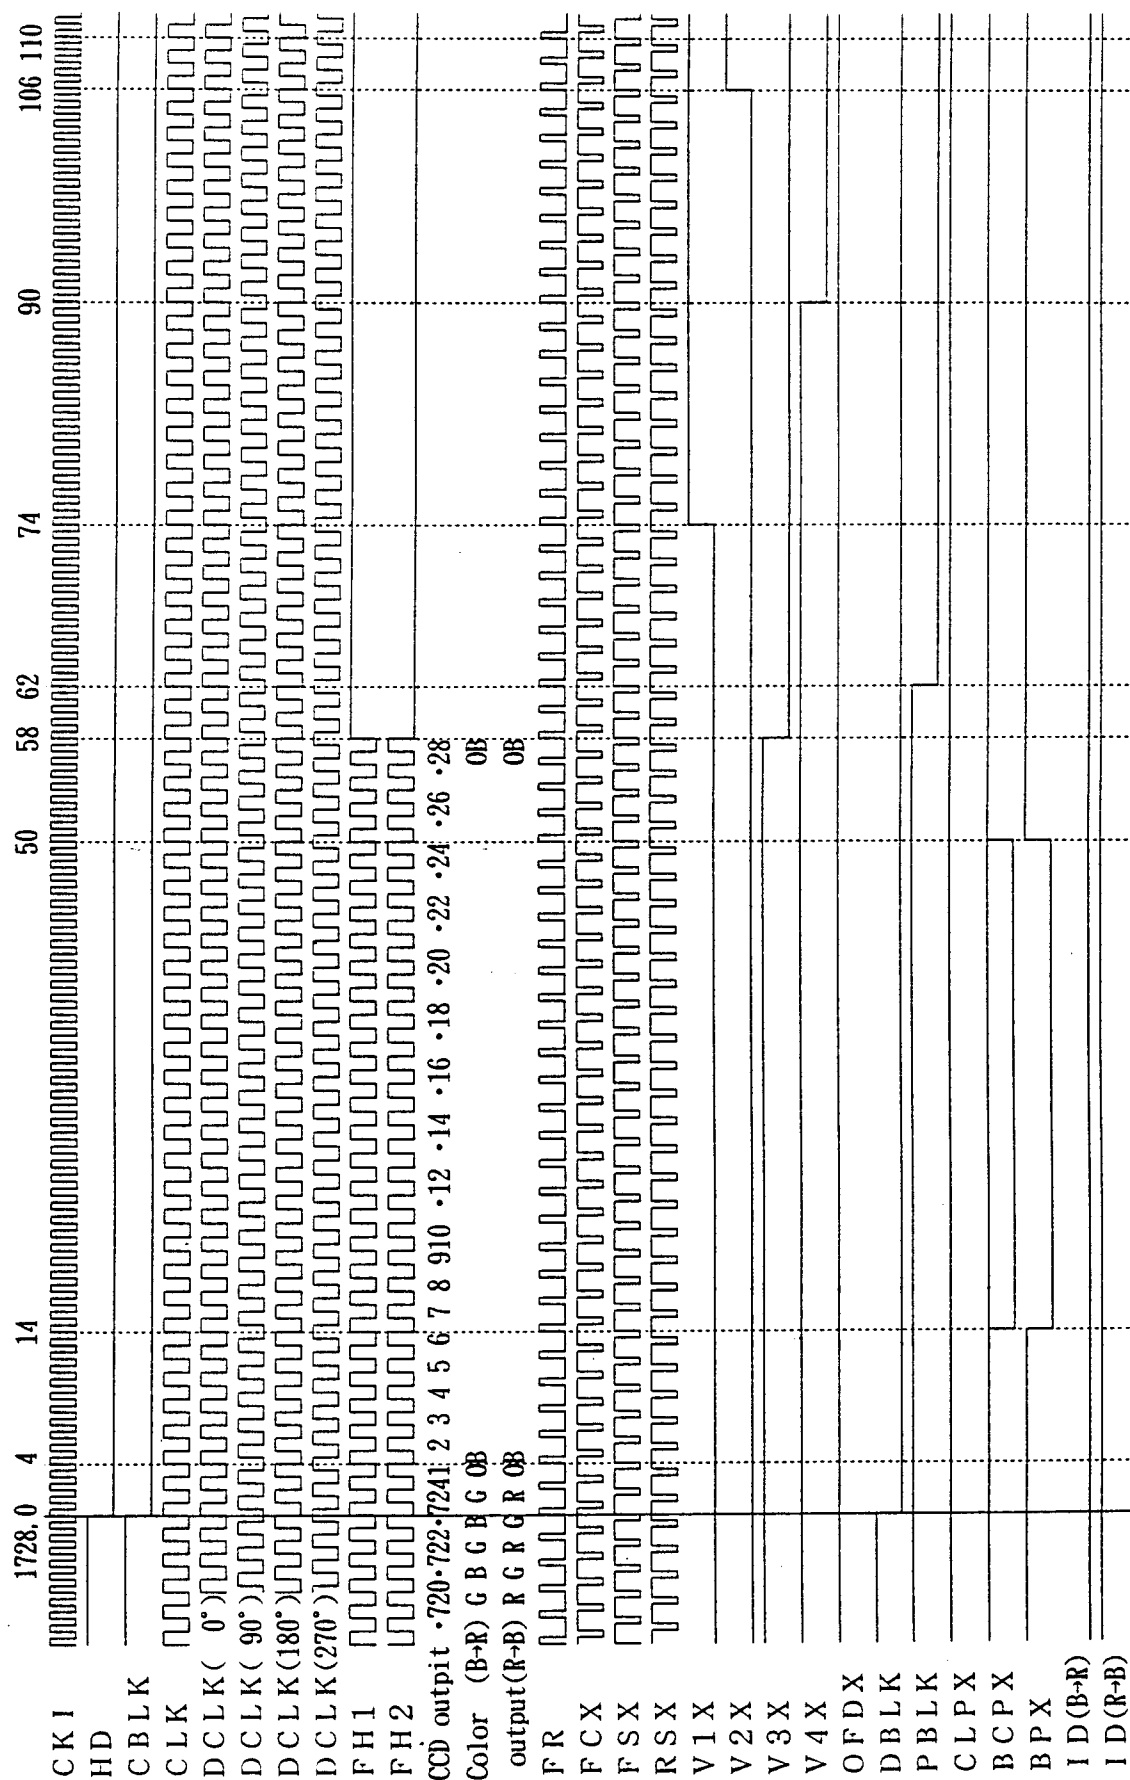 1728, 0 4 14 50 58 62 74 90 106 110
CKI
HD
CBLK
CLK
DCLK( 0°)
DCLK( 90°)
DCLK(180°)
DCLK(270°)
FH1
FH2
CCD outpit ·720·722·7241 2 3 4 5 6 7 8 910 ·12 ·14 ·16 ·18 ·20 ·22 ·24 ·26 ·28
Color (B→R) G B G B G OB OB
output(R→B) R G R G R OB OB
FR
FCX
FSX
RSX
V1X
V2X
V3X
V4X
OFDX
DBLK
PBLK
CLPX
BCPX
BPX
ID(B→R)
ID(R→B)